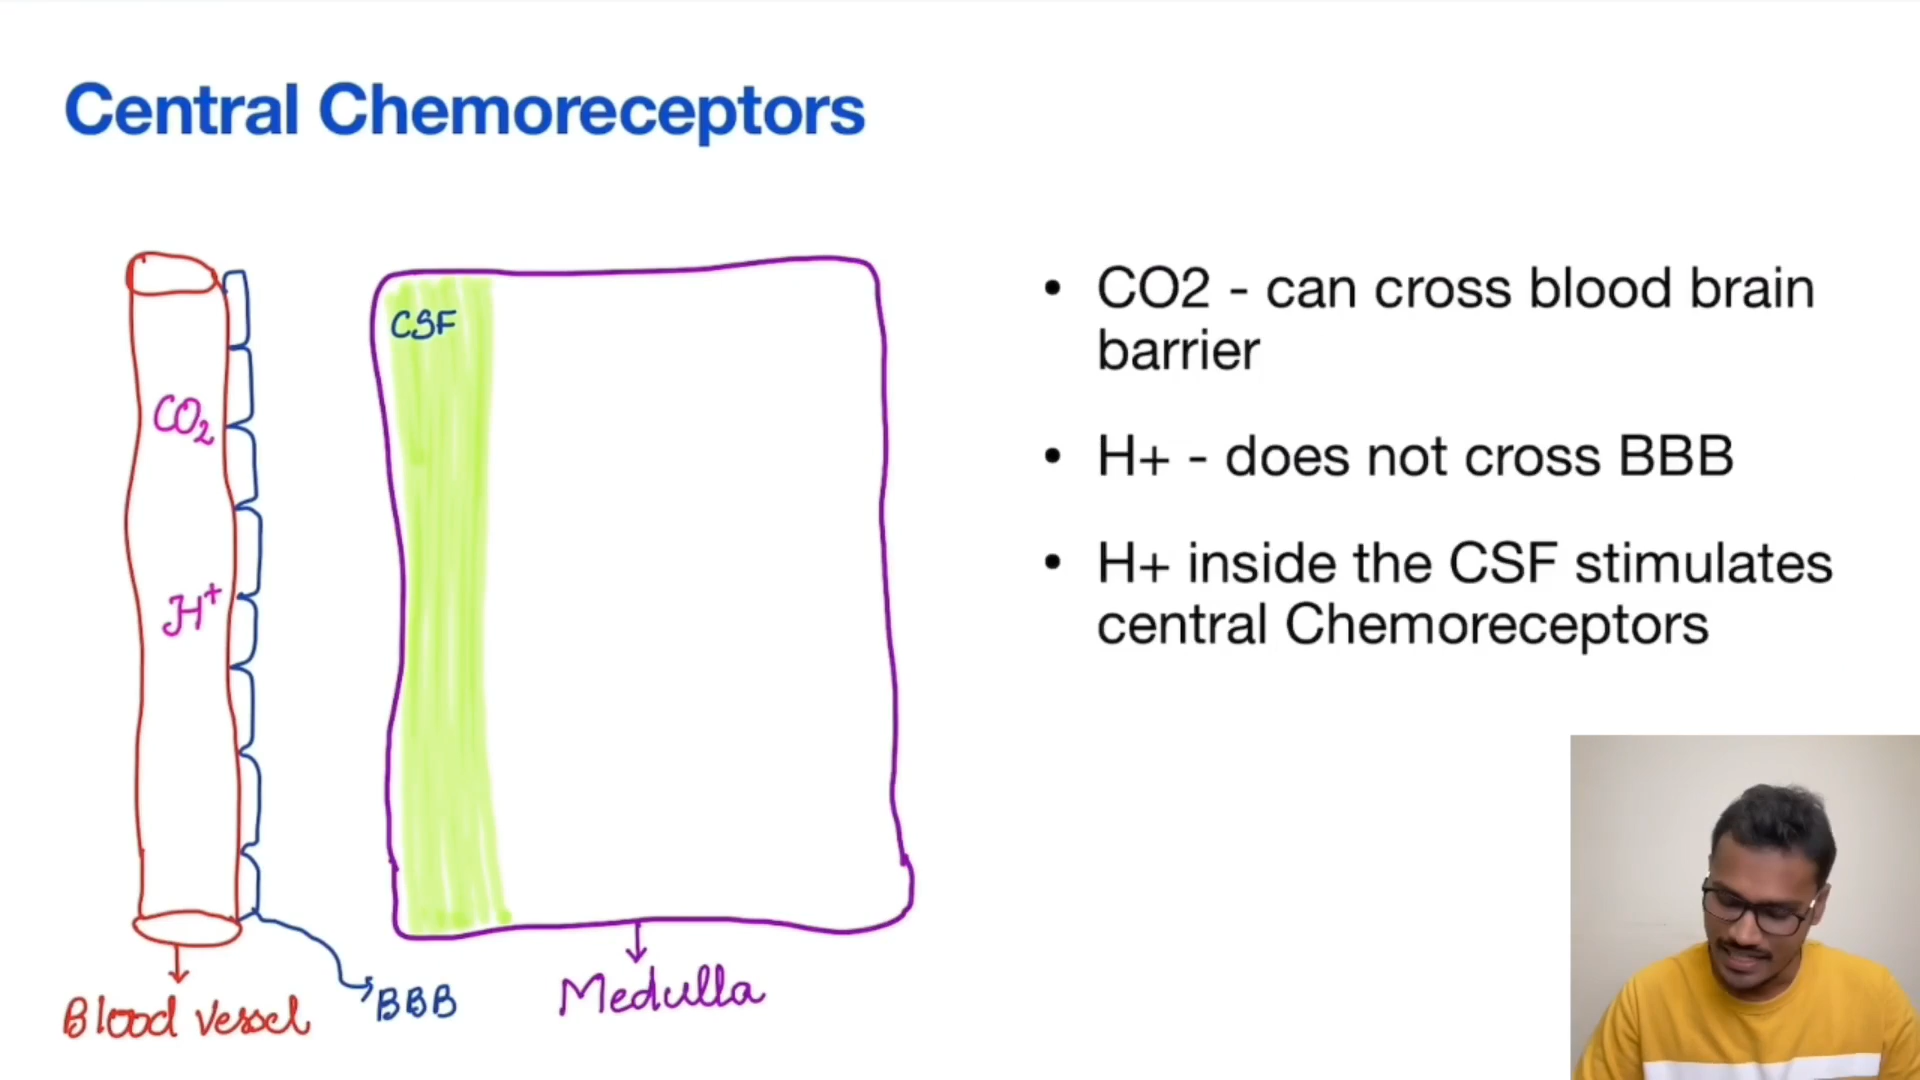 Central Chemoreceptors
CSF
CO2
H+
Blood vessel
BBB
Medulla
• CO2 - can cross blood brain
barrier
• H+ - does not cross BBB
• H+ inside the CSF stimulates
central Chemoreceptors